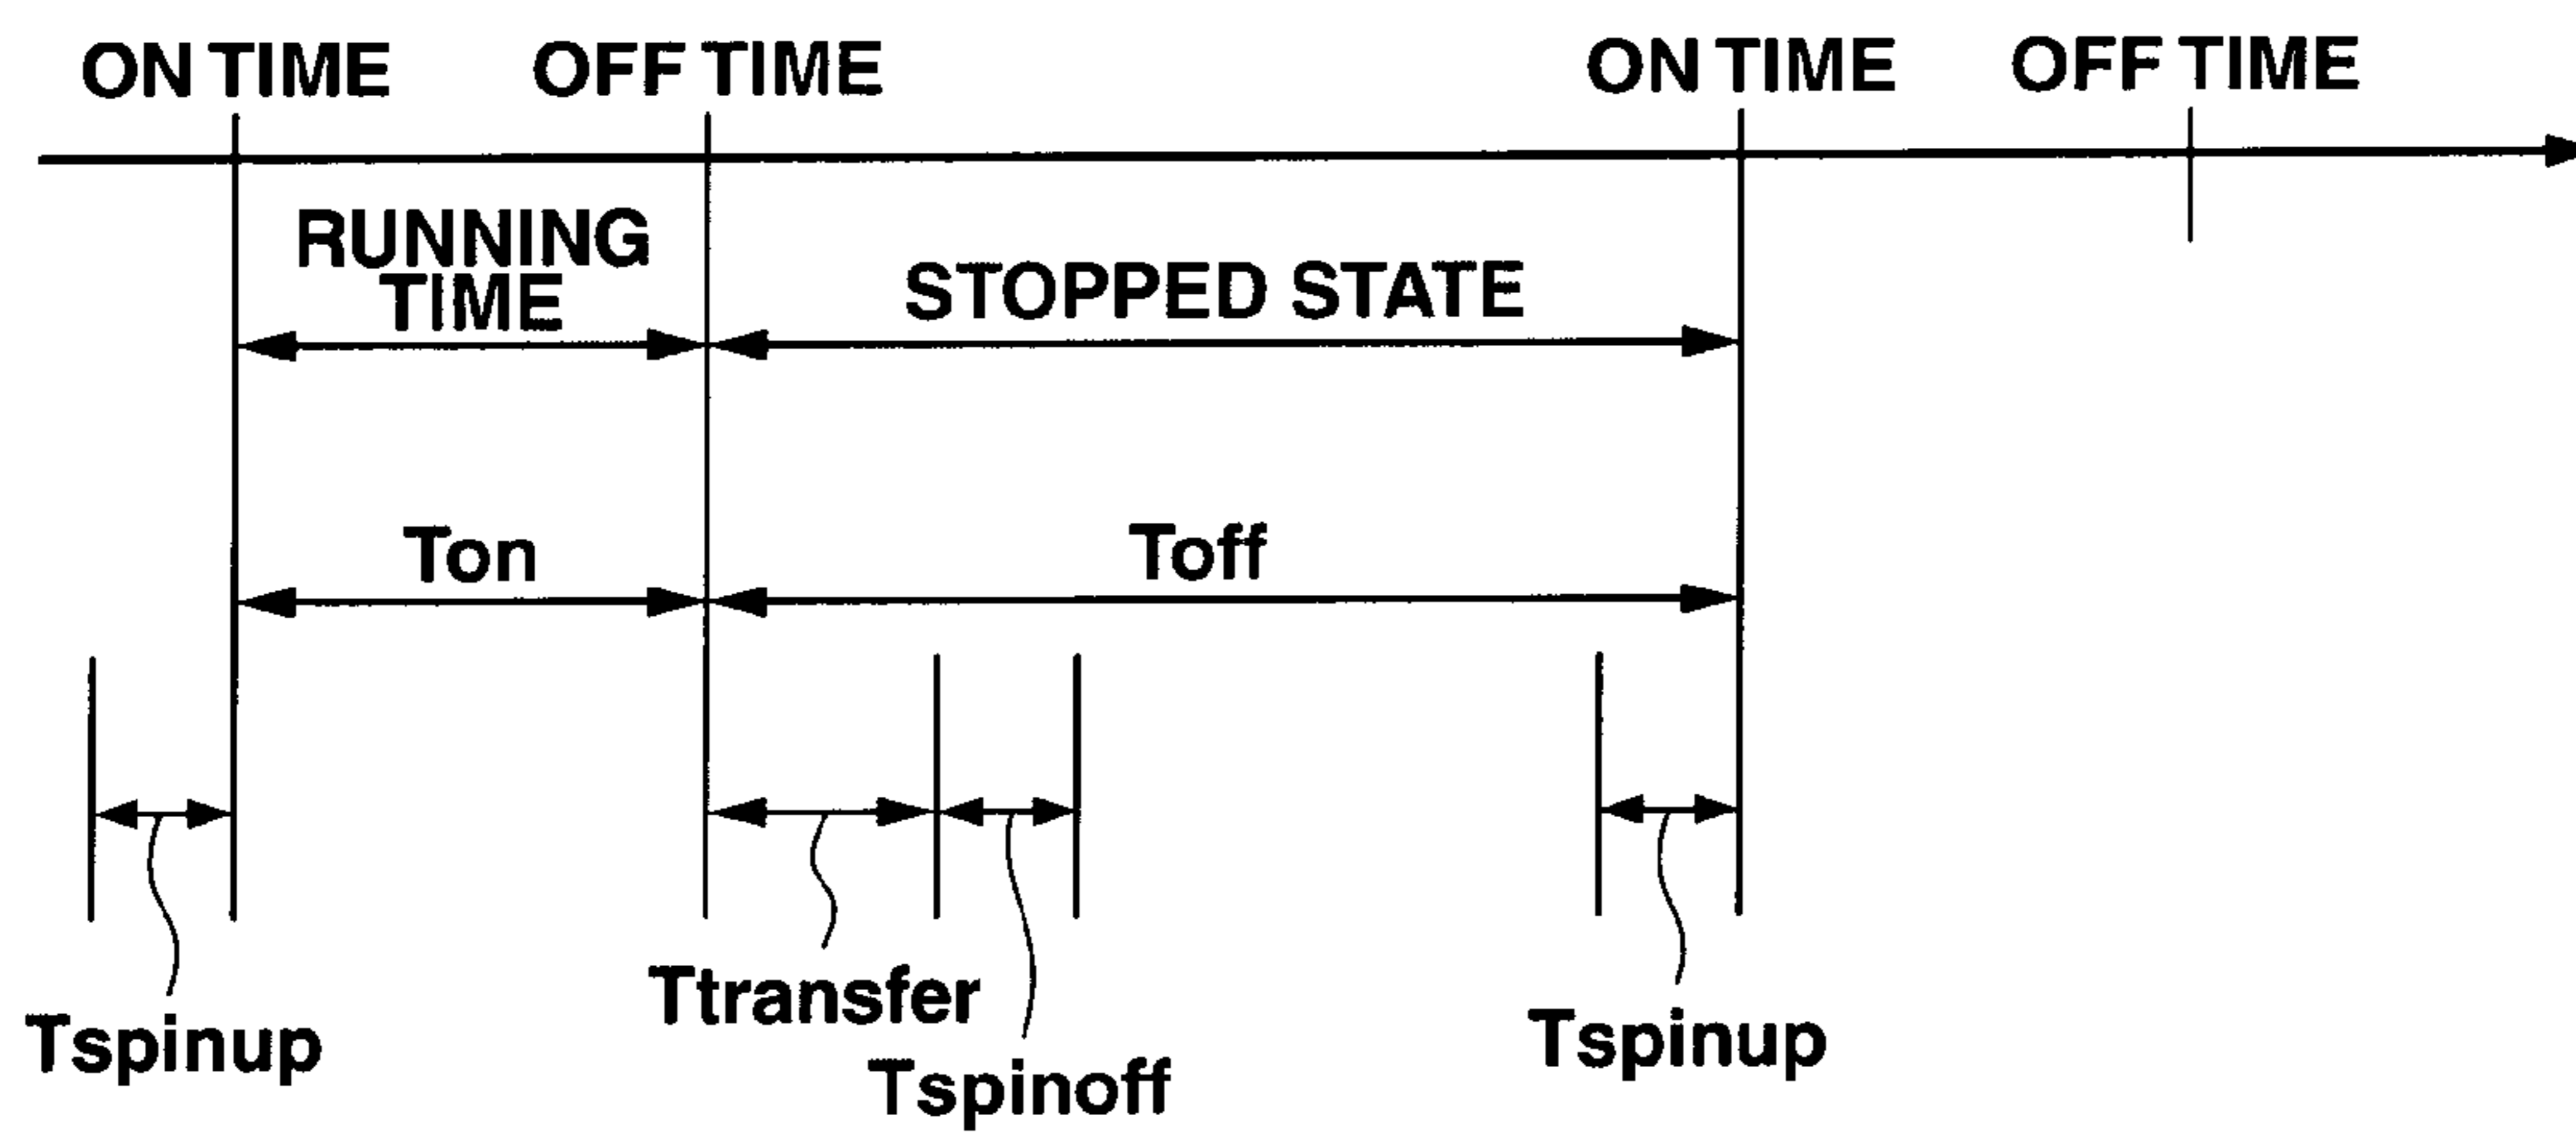 ON TIME
OFF TIME
ON TIME
OFF TIME
RUNNING
TIME
STOPPED STATE
Ton
Toff
Tspinup
Ttransfer
Tspinoff
Tspinup